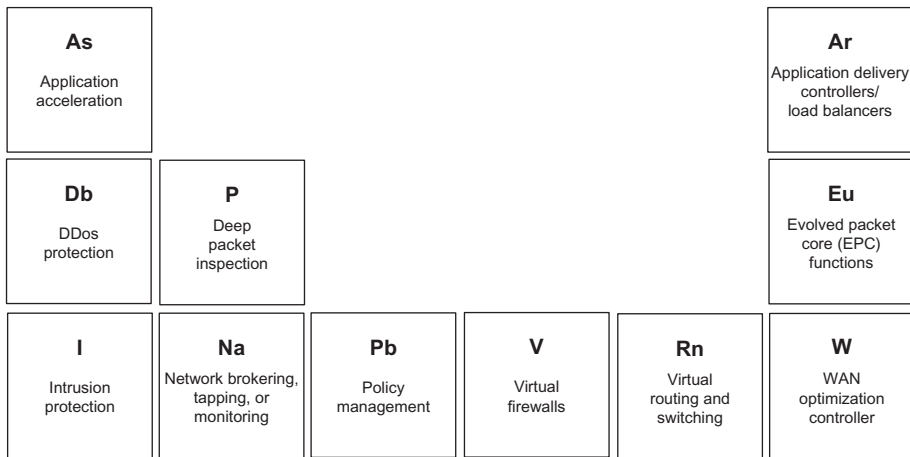 As
Application
acceleration
Ar
Application delivery
controllers/
load balancers
Db
DDos
protection
P
Deep
packet
inspection
Eu
Evolved packet
core (EPC)
functions
I
Intrusion
protection
Na
Network brokering,
tapping, or
monitoring
Pb
Policy
management
V
Virtual
firewalls
Rn
Virtual
routing and
switching
W
WAN
optimization
controller